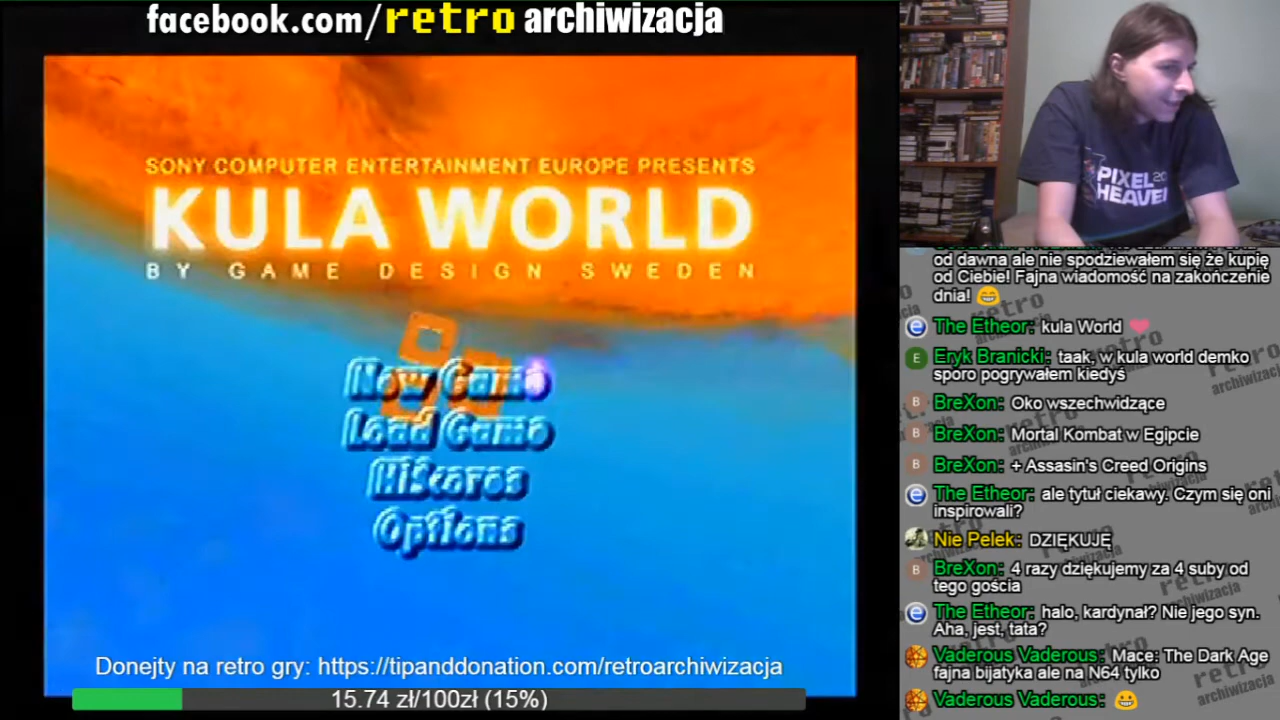 facebook.com/retro archiwizacja
SONY COMPUTER ENTERTAINMENT EUROPE PRESENTS
KULA WORLD
BY GAME DESIGN SWEDEN
New Game
Load Game
HiScores
Options
Donejty na retro gry: https://tipanddonation.com/retroarchiwizacja
15.74 zł/100zł (15%)
PIXEL 20
HEAVEN
od dawna ale nie spodziewałem się że kupię
od Ciebie! Fajna wiadomość na zakończenie
dnia! 😄
The Etheor: kula World ❤
Eryk Branicki: taak, w kula world demko
sporo pogrywałem kiedyś
BreXon: Oko wszechwidzące
BreXon: Mortal Kombat w Egipcie
BreXon: + Assasin's Creed Origins
The Etheor: ale tytuł ciekawy. Czym się oni
inspirowali?
Nie Pelek: DZIĘKUJĘ
BreXon: 4 razy dziękujemy za 4 suby od
tego gościa
The Etheor: halo, kardynał? Nie jego syn.
Aha, jest, tata?
Vaderous Vaderous: Mace: The Dark Age
fajna bijatyka ale na N64 tylko
Vaderous Vaderous: 😀
retro
archiwizacja